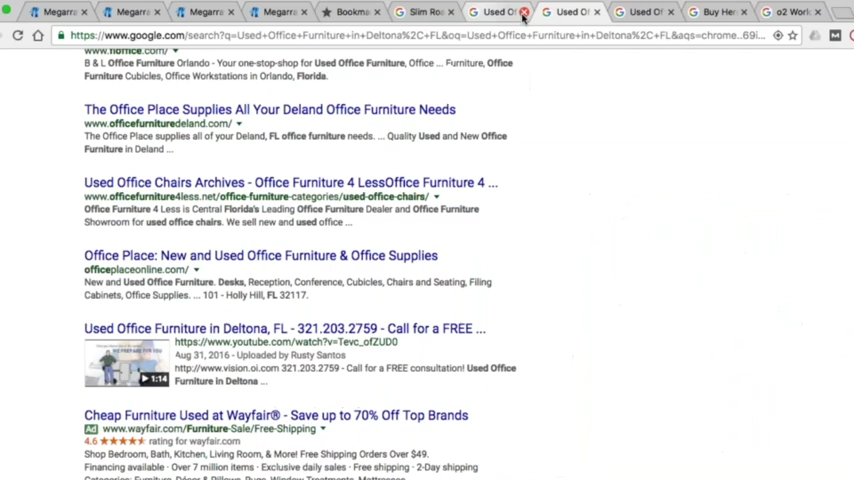 Megarra
Megarra
Megarra
Megarra
Bookma
Slim Roa
Used Of
Used Of
Used Of
Buy Her
o2 Work
https://www.google.com/search?q=Used+Office+Furniture+in+Deltona%2C+FL&oq=Used+Office+Furniture+in+Deltona%2C+FL&aqs=chrome..69i...
www.floffice.com/
B & L Office Furniture Orlando - Your one-stop-shop for Used Office Furniture, Office ... Furniture, Office
Furniture Cubicles, Office Workstations in Orlando, Florida.
The Office Place Supplies All Your Deland Office Furniture Needs
www.officefurnituredeland.com/
The Office Place supplies all of your Deland, FL office furniture needs. ... Quality Used and New Office
Furniture in Deland ...
Used Office Chairs Archives - Office Furniture 4 LessOffice Furniture 4 ...
www.officefurniture4less.net/office-furniture-categories/used-office-chairs/
Office Furniture 4 Less is Central Florida's Leading Office Furniture Dealer and Office Furniture
Showroom for used office chairs. We sell new and used office ...
Office Place: New and Used Office Furniture & Office Supplies
officeplaceonline.com/
New and Used Office Furniture. Desks, Reception, Conference, Cubicles, Chairs and Seating, Filing
Cabinets, Office Supplies. ... 101 - Holly Hill, FL 32117.
Used Office Furniture in Deltona, FL - 321.203.2759 - Call for a FREE ...
https://www.youtube.com/watch?v=Tevc_ofZUD0
Aug 31, 2016 - Uploaded by Rusty Santos
http://www.vision.oi.com 321.203.2759 - Call for a FREE consultation! Used Office
Furniture in Deltona ...
WE PREPARE FOR YOU
1:14
Cheap Furniture Used at Wayfair® - Save up to 70% Off Top Brands
Ad www.wayfair.com/Furniture-Sale/Free-Shipping
4.6 rating for wayfair.com
Shop Bedroom, Bath, Kitchen, Living Room, & More! Free Shipping Orders Over $49.
Financing available · Over 7 million items · Exclusive daily sales · Free shipping · 2-Day shipping
Categories: Furniture, Décor & Pillows, Rugs, Window Treatments, Mattresses